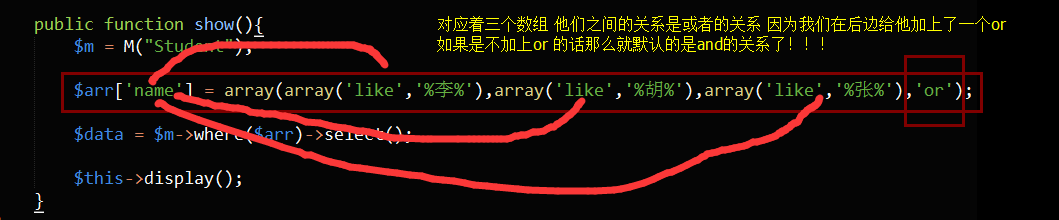 public function show(){
对应着三个数组 他们之间的关系是或者的关系 因为我们在后边给他加上了一个or
$m = M("Student");
如果是不加上or 的话那么就默认的是and的关系了！！！
$arr['name'] = array(array('like','%李%'),array('like','%胡%'),array('like','%张%'),'or');
$data = $m->where($arr)->select();
$this->display();
}